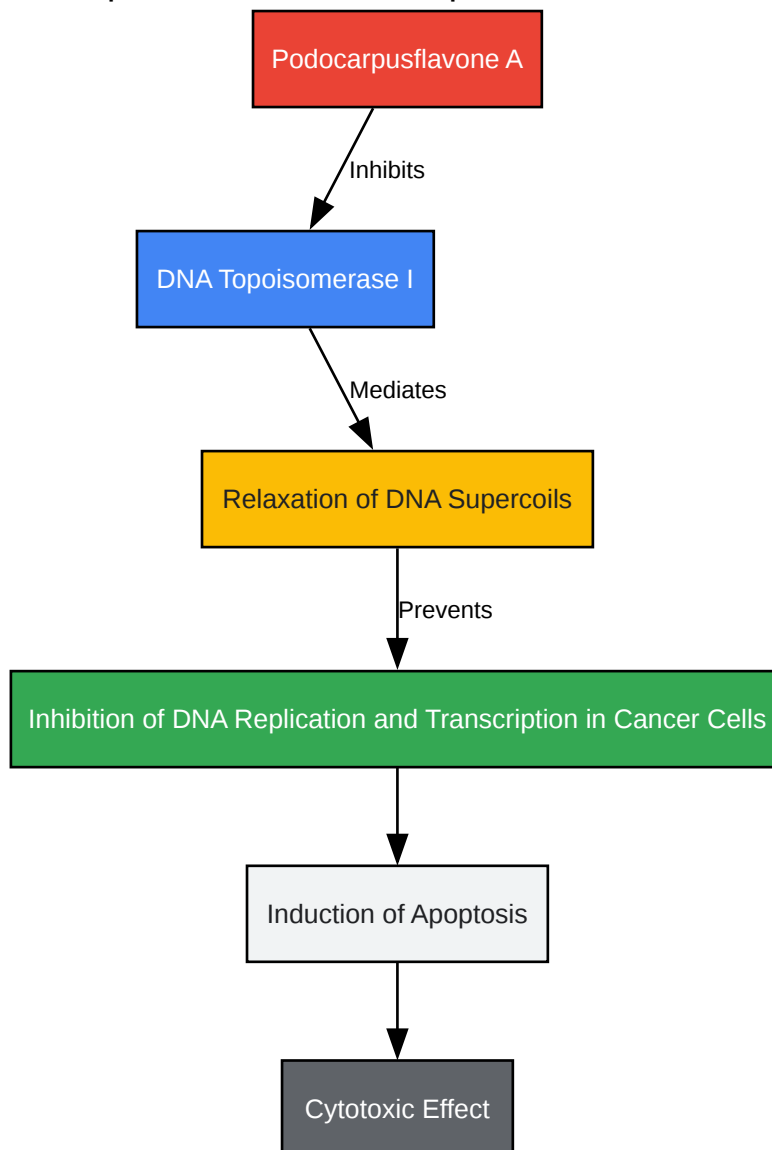 Podocarpusflavone A
Inhibits
DNA Topoisomerase I
Mediates
Relaxation of DNA Supercoils
Prevents
Inhibition of DNA Replication and Transcription in Cancer Cells
Induction of Apoptosis
Cytotoxic Effect